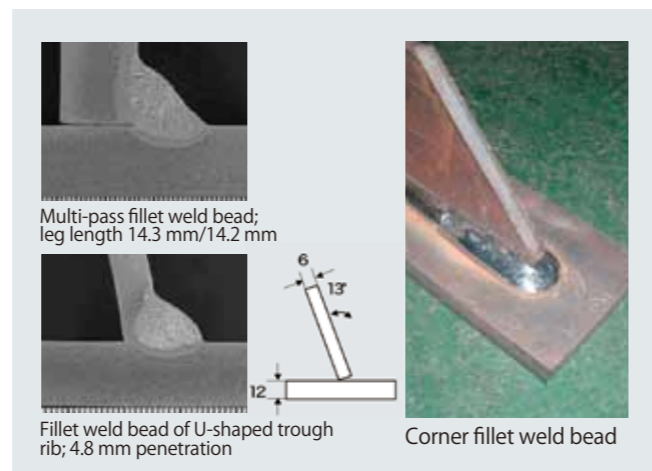 Multi-pass fillet weld bead;
leg length 14.3 mm/14.2 mm
6
13°
12
Fillet weld bead of U-shaped trough
rib; 4.8 mm penetration
Corner fillet weld bead